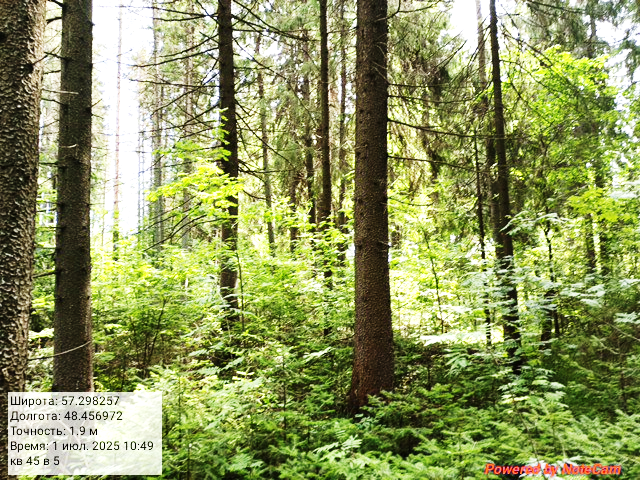 Широта: 57.298257
Долгота: 48.456972
Точность: 1.9 м
Время: 1 июл. 2025 10:49
кв 45 в 5
Powered by NoteCam